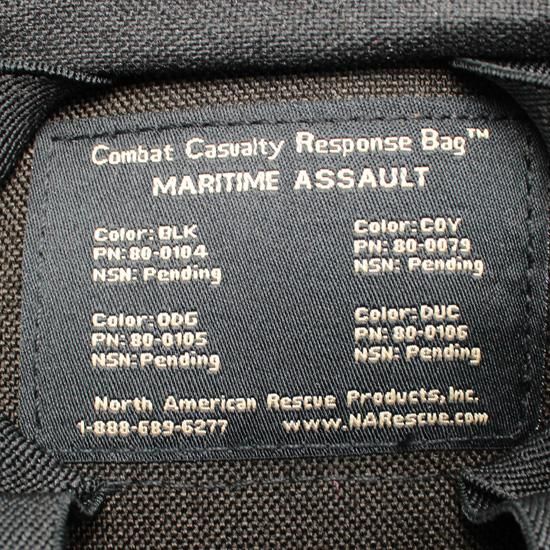 Combat Casualty Response Bag™
MARITIME ASSAULT
Color: BLK
PN: 80-0104
NSN: Pending
Color: COY
PN: 80-0079
NSN: Pending
Color: ODG
PN: 80-0105
NSN: Pending
Color: DUC
PN: 80-0106
NSN: Pending
North American Rescue Products, Inc.
1-888-689-6277 www.NARescue.com